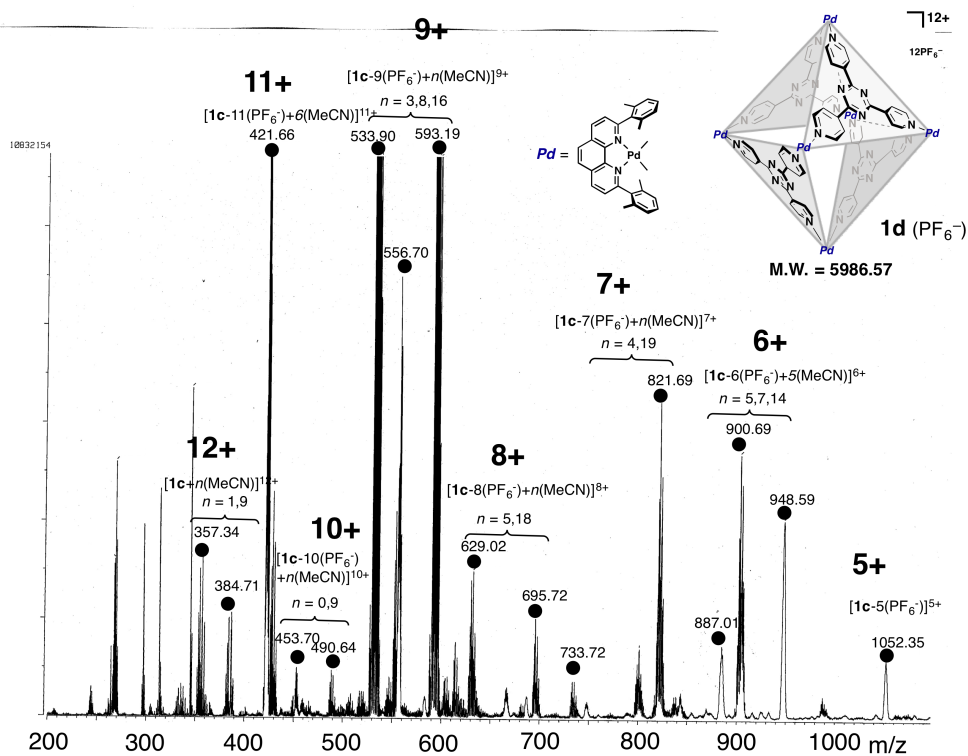 9+
[1c-9(PF6-)+n(MeCN)]9+
n = 3,8,16
11+
[1c-11(PF6-)+6(MeCN)]11+
421.66
533.90
593.19
10832154
556.70
Pd =
N
N
Pd
Pd
12+
12PF6−
N
N
N
N
N
N
Pd
Pd
Pd
Pd
N
N
N
N
N
N
N
N
Pd
1d (PF6−)
M.W. = 5986.57
7+
[1c-7(PF6-)+n(MeCN)]7+
n = 4,19
821.69
6+
[1c-6(PF6-)+5(MeCN)]6+
n = 5,7,14
900.69
948.59
12+
[1c+n(MeCN)]12+
n = 1,9
357.34
384.71
10+
[1c-10(PF6-)
+n(MeCN)]10+
n = 0,9
453.70
490.64
8+
[1c-8(PF6-)+n(MeCN)]8+
n = 5,18
629.02
695.72
733.72
887.01
5+
[1c-5(PF6-)]5+
1052.35
200 300 400 500 600 700 800 900 1000 m/z